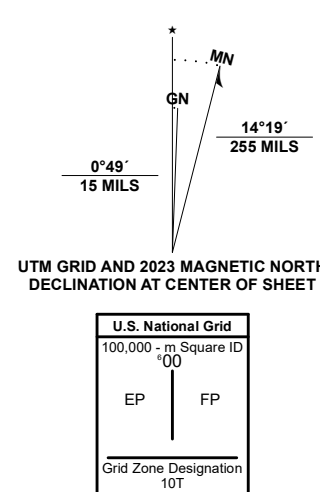 ★
MN
GN
14°19´
255 MILS
0°49´
15 MILS
UTM GRID AND 2023 MAGNETIC NORTH
DECLINATION AT CENTER OF SHEET
U.S. National Grid
100,000 - m Square ID
⁶00
EP FP
Grid Zone Designation
10T